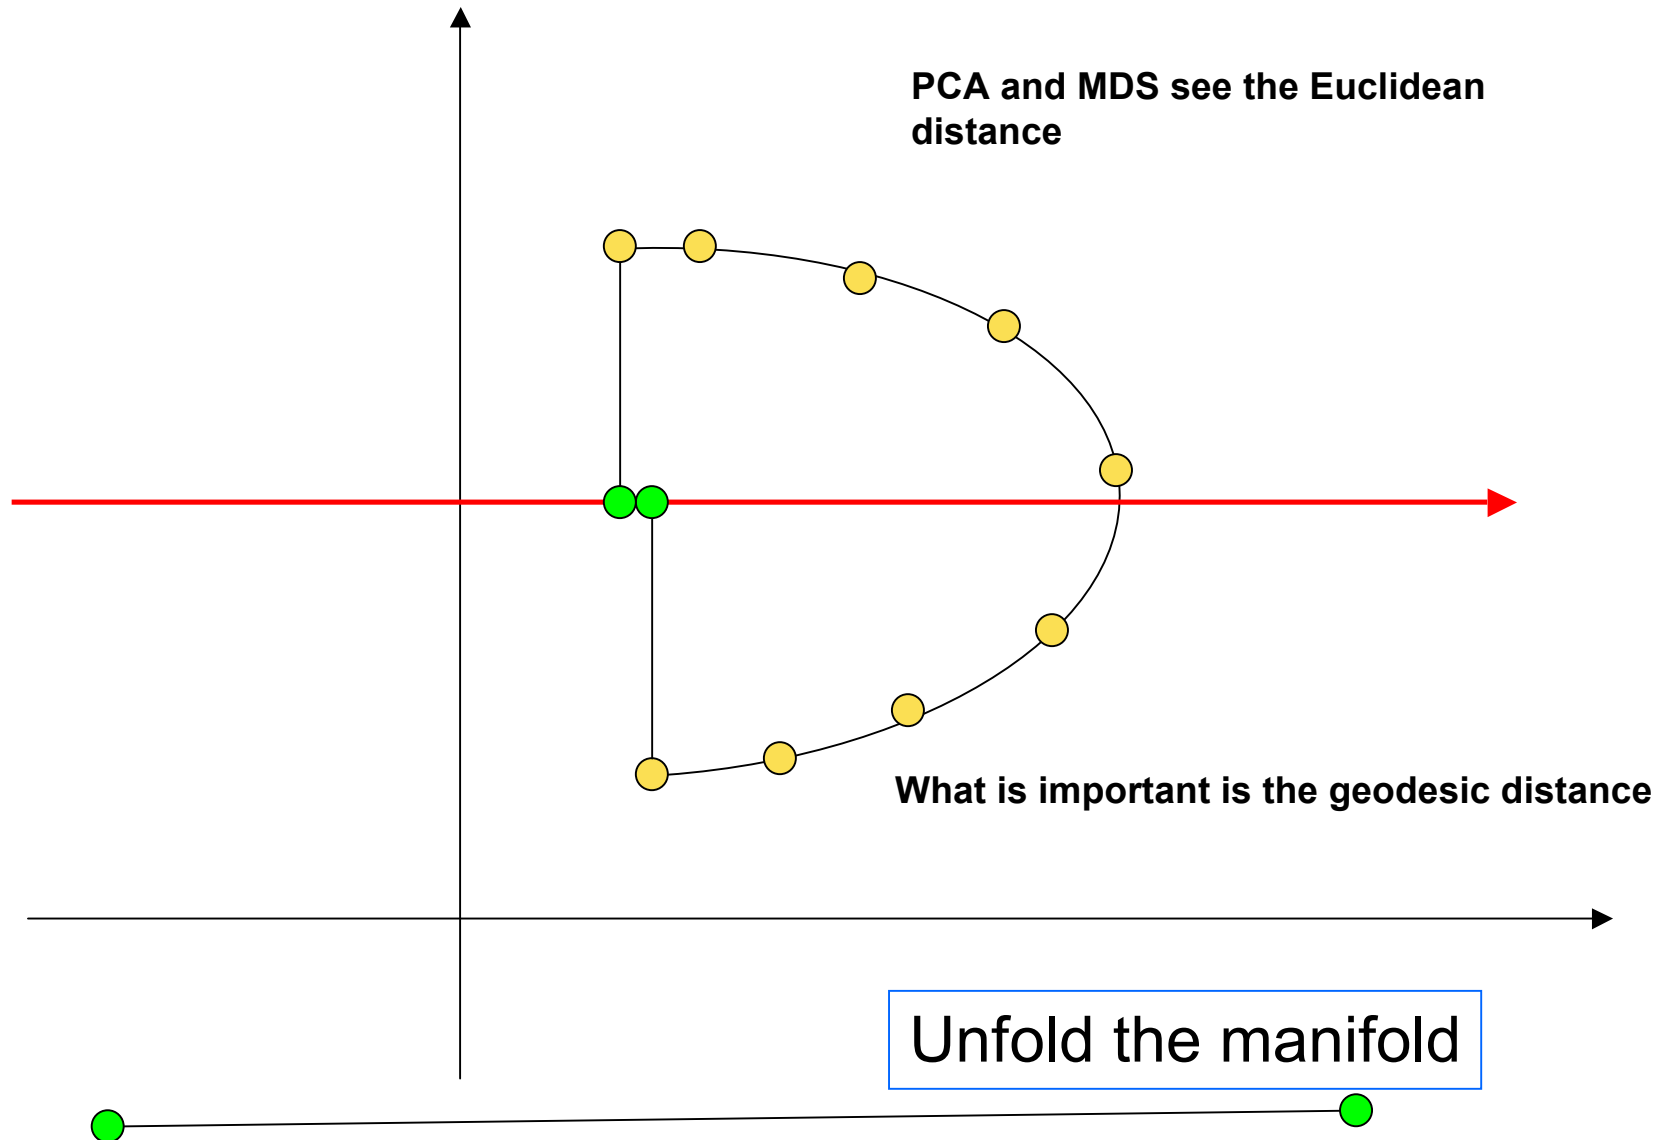 PCA and MDS see the Euclidean
distance
What is important is the geodesic distance
Unfold the manifold